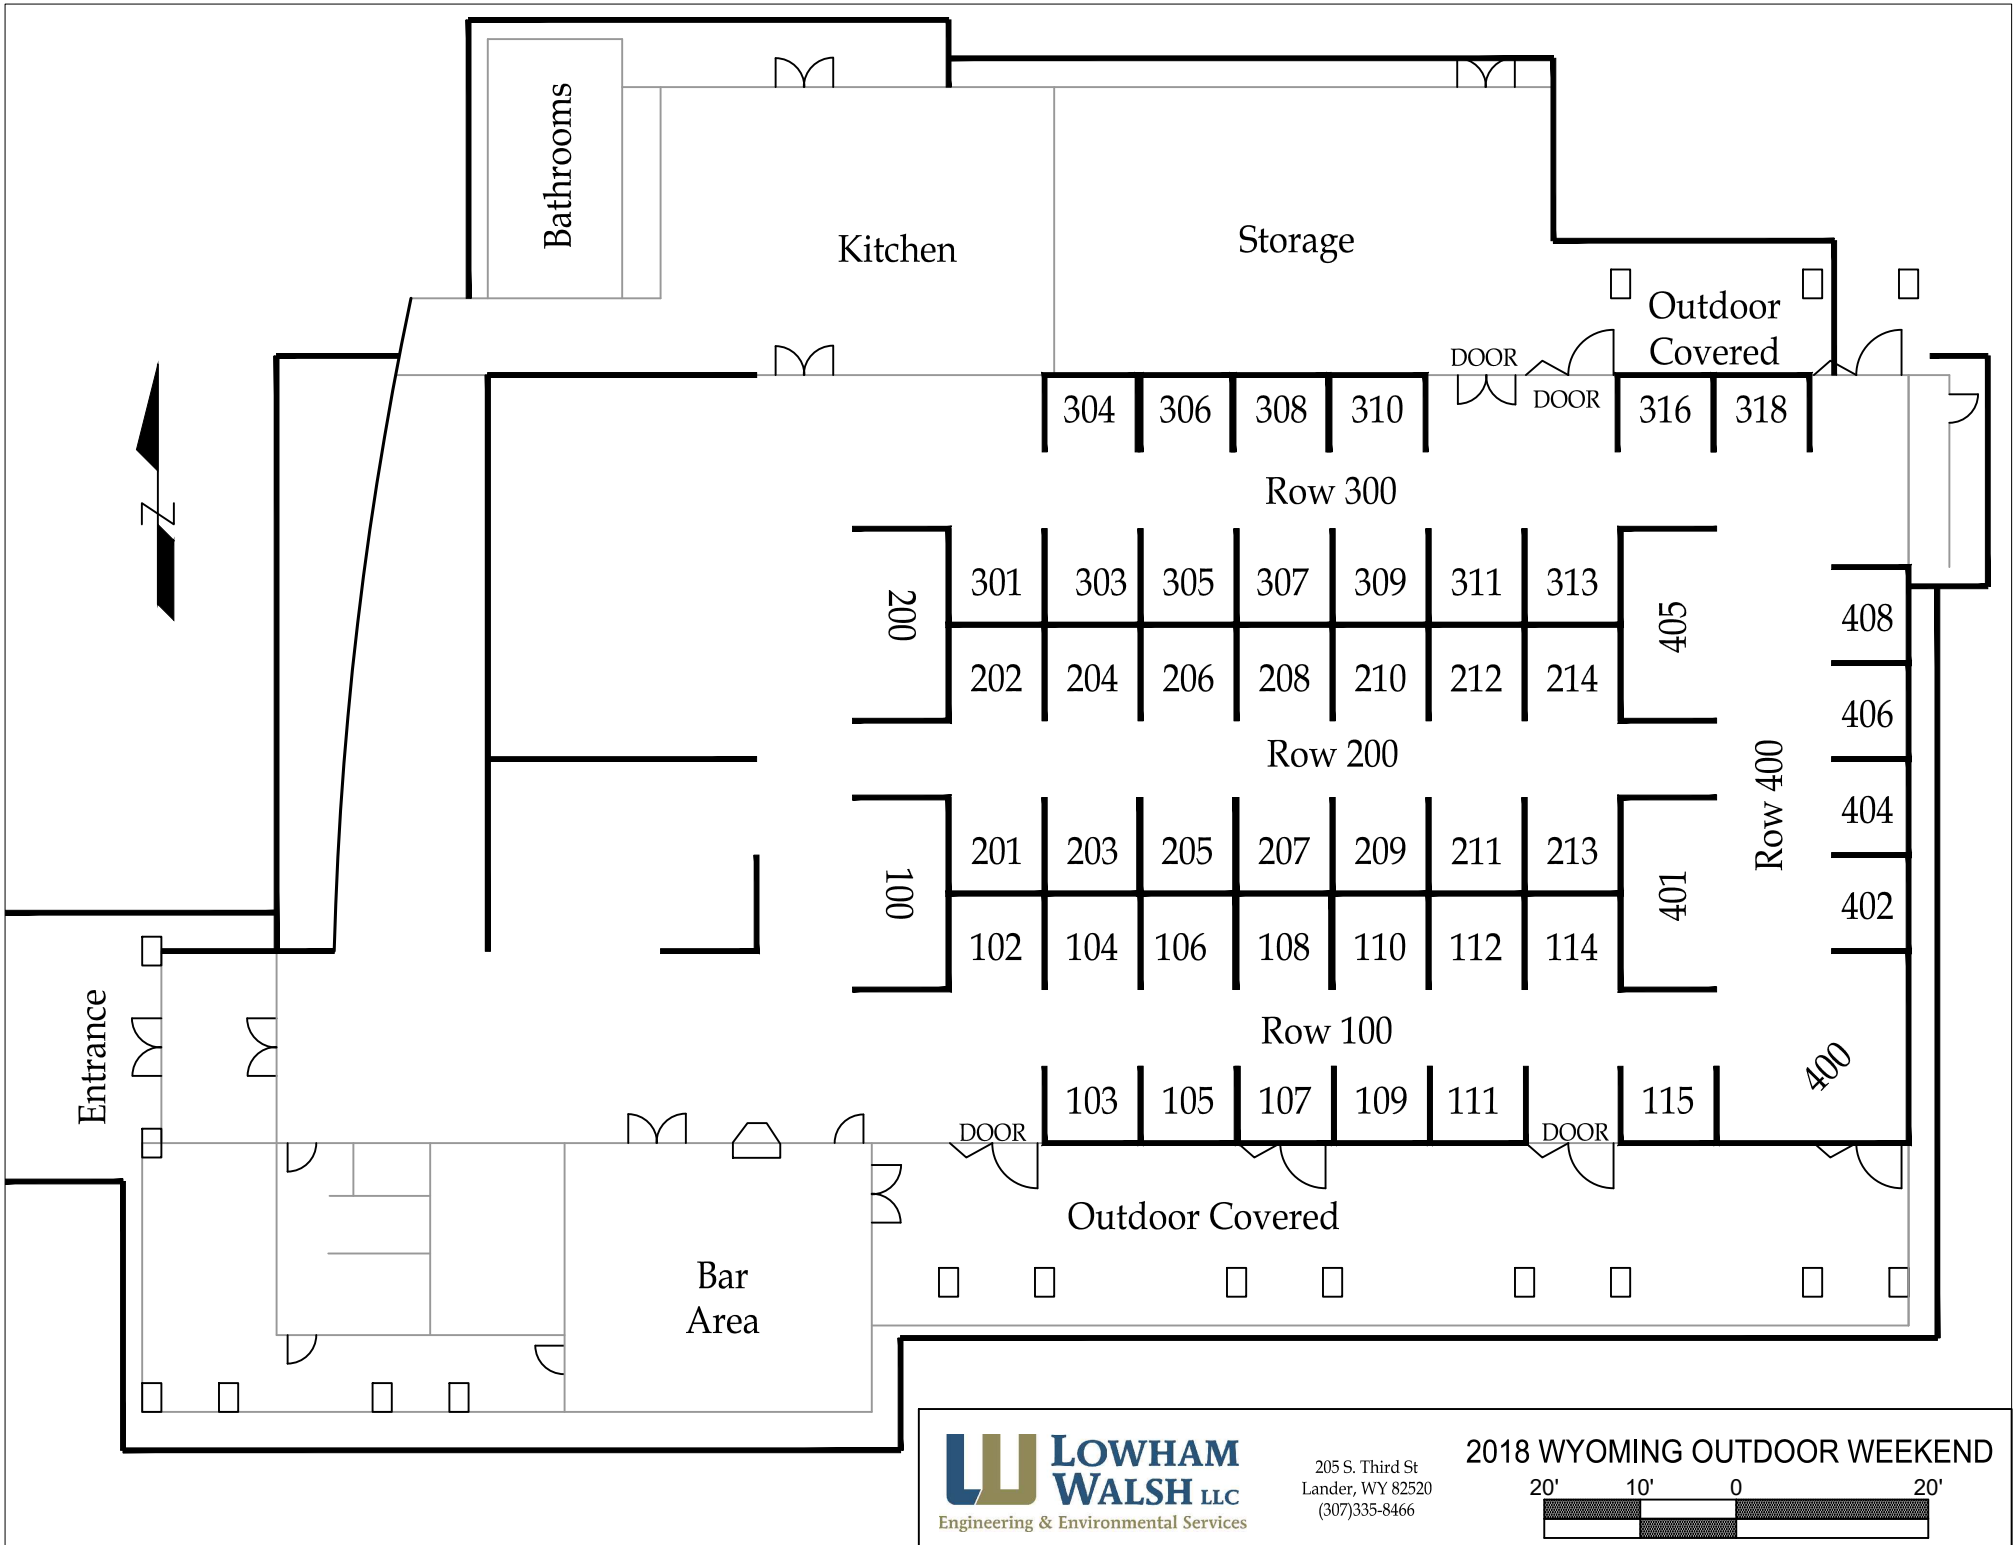 Bathrooms
Kitchen
Storage
Outdoor
Covered
DOOR
DOOR
304 306 308 310 316 318
Row 300
200
301 303 305 307 309 311 313
405
408
202 204 206 208 210 212 214
406
Row 200
Row 400
404
100
201 203 205 207 209 211 213
401
402
102 104 106 108 110 112 114
N
Entrance
Row 100
400
103 105 107 109 111 115
DOOR
DOOR
Outdoor Covered
Bar
Area
LOWHAM
WALSH LLC
Engineering & Environmental Services
205 S. Third St
Lander, WY 82520
(307)335-8466
2018 WYOMING OUTDOOR WEEKEND
20' 10' 0 20'